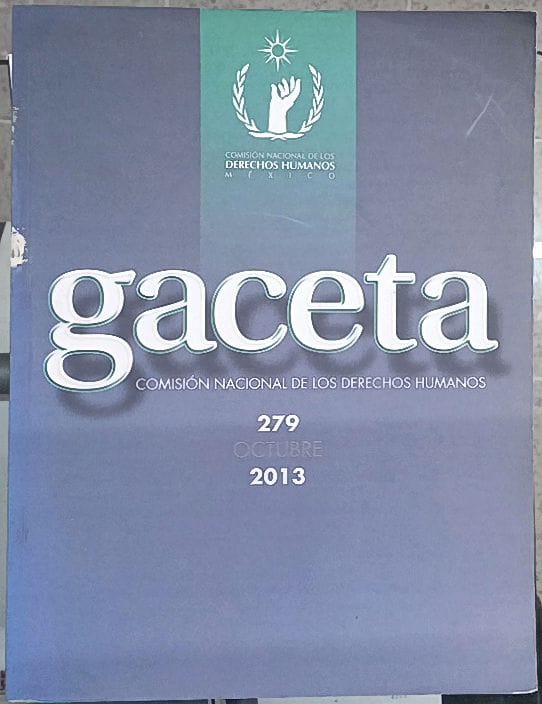 COMISIÓN NACIONAL DE LOS
DERECHOS HUMANOS
MÉXICO
gaceta
COMISIÓN NACIONAL DE LOS DERECHOS HUMANOS
279
OCTUBRE
2013